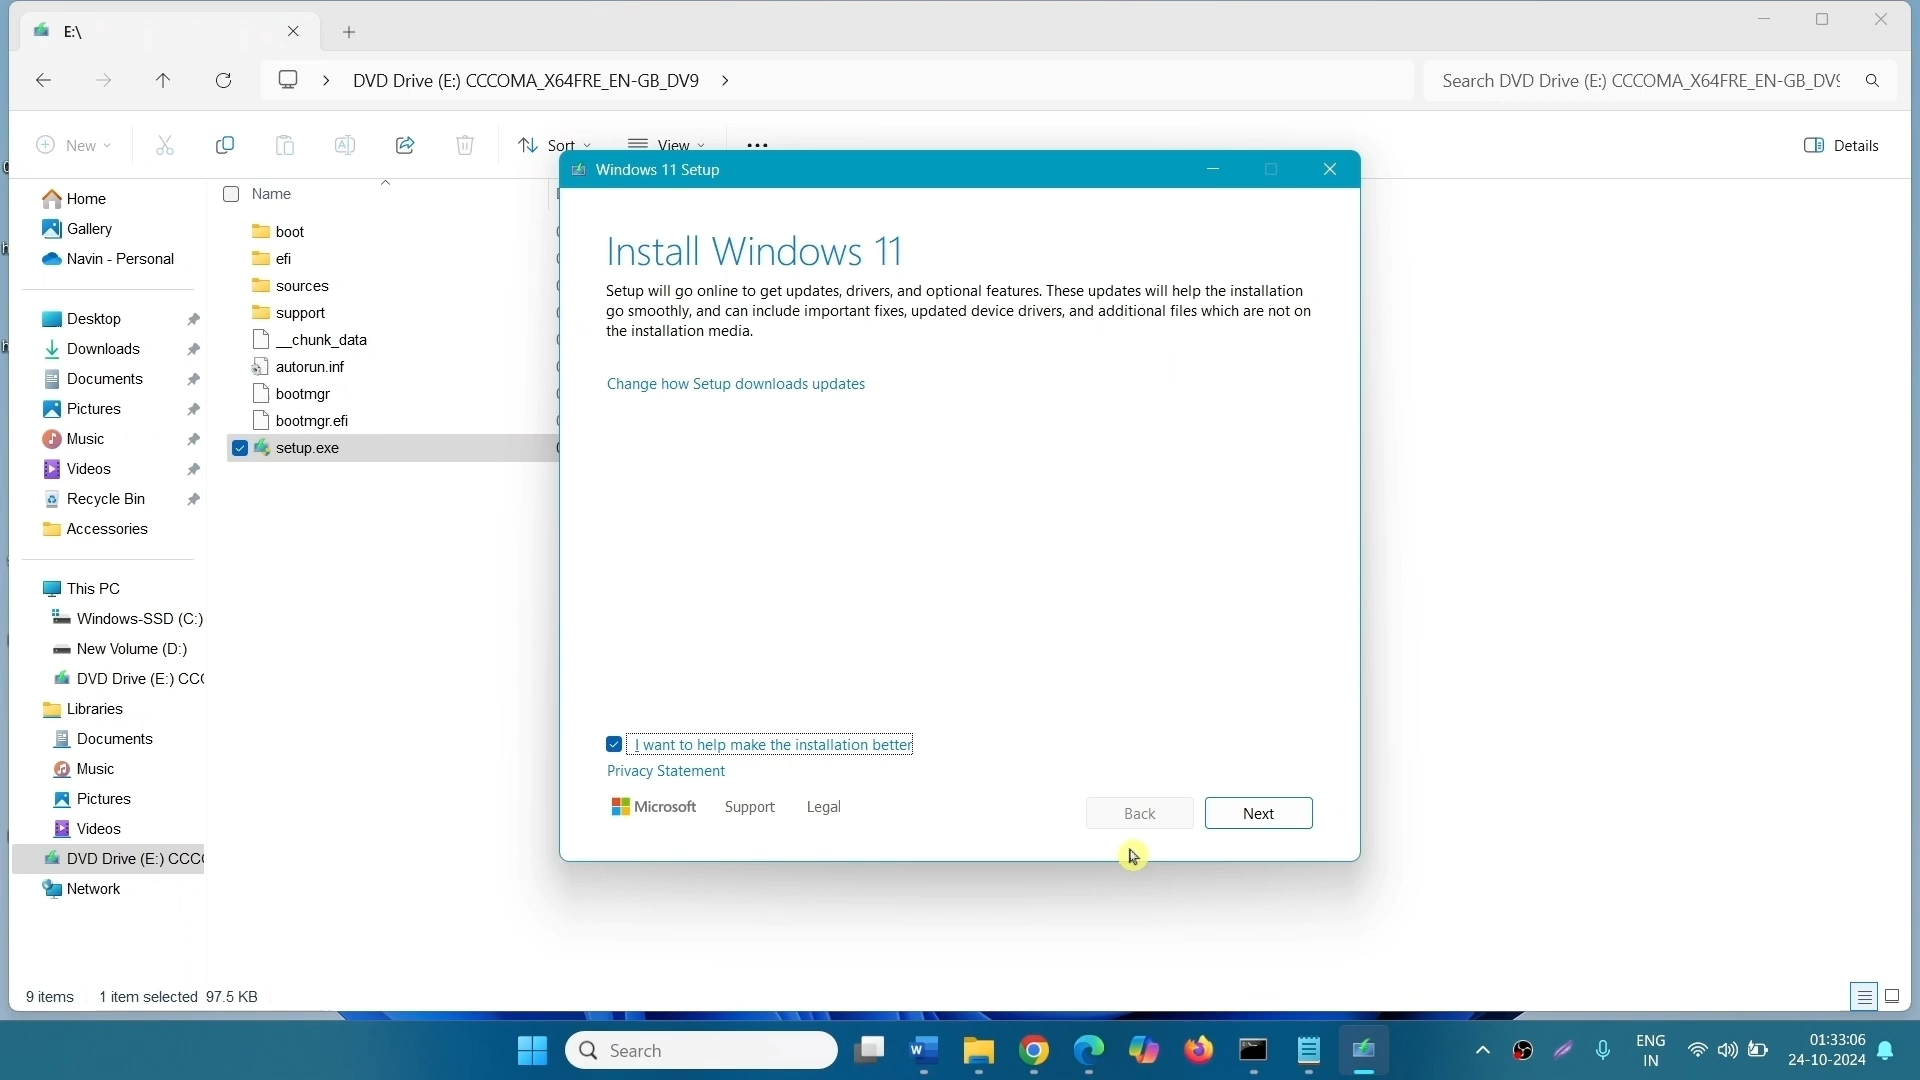 E:\
DVD Drive (E:) CCCOMA_X64FRE_EN-GB_DV9
Search DVD Drive (E:) CCCOMA_X64FRE_EN-GB_DV9
New
Sort
View
Details
Home
Gallery
Navin - Personal
Desktop
Downloads
Documents
Pictures
Music
Videos
Recycle Bin
Accessories
This PC
Windows-SSD (C:)
New Volume (D:)
DVD Drive (E:) CCC
Libraries
Documents
Music
Pictures
Videos
DVD Drive (E:) CCC
Network
Name
boot
efi
sources
support
__chunk_data
autorun.inf
bootmgr
bootmgr.efi
setup.exe
Windows 11 Setup
Install Windows 11
Setup will go online to get updates, drivers, and optional features. These updates will help the installation
go smoothly, and can include important fixes, updated device drivers, and additional files which are not on
the installation media.
Change how Setup downloads updates
I want to help make the installation better
Privacy Statement
Microsoft
Support
Legal
Back
Next
9 items
1 item selected 97.5 KB
Search
ENG
IN
01:33:06
24-10-2024